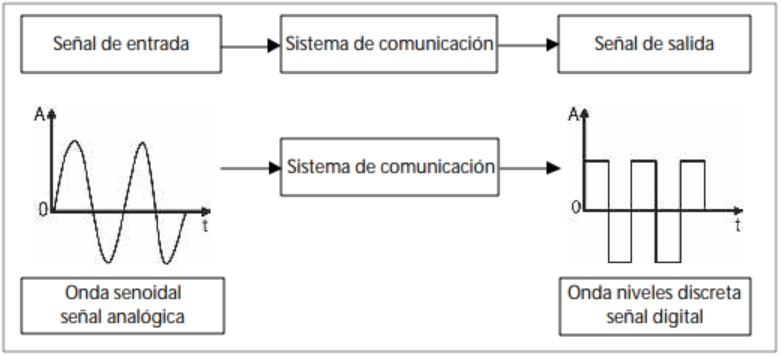 Señal de entrada
Sistema de comunicación
Señal de salida
A
0
t
Sistema de comunicación
A
0
t
Onda senoidal
señal analógica
Onda niveles discreta
señal digital